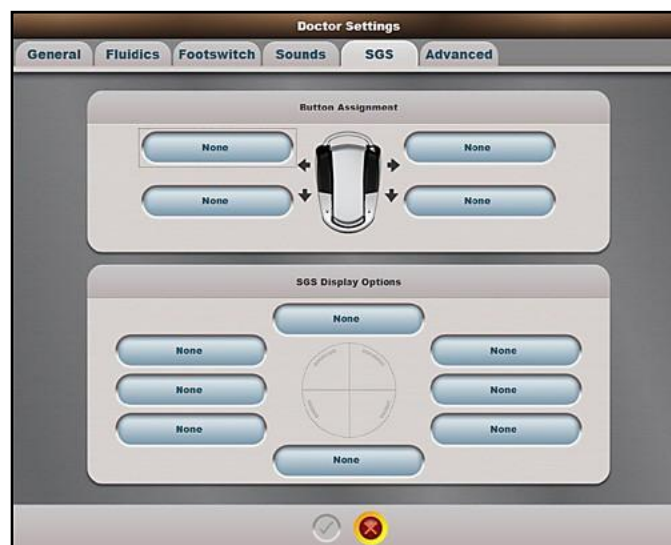 Doctor Settings
General Fluidics Footswitch Sounds SGS Advanced
Button Assignment
None None
None None
SGS Display Options
None
None None
None None
None None
None